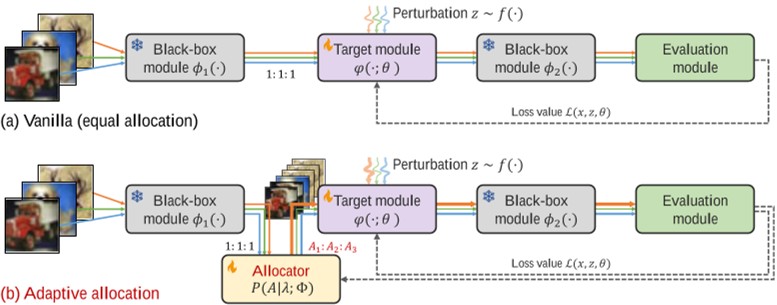 Perturbation z ~ f(·)
Black-box
module ϕ₁(·)
1: 1: 1
Target module
φ(·; θ )
Black-box
module ϕ₂(·)
Evaluation
module
Loss value ℒ(x, z, θ)
(a) Vanilla (equal allocation)
Perturbation z ~ f(·)
Black-box
module ϕ₁(·)
Target module
φ(·; θ )
Black-box
module ϕ₂(·)
Evaluation
module
1: 1: 1
A₁: A₂: A₃
Allocator
P(A|λ; Φ)
Loss value ℒ(x, z, θ)
(b) Adaptive allocation